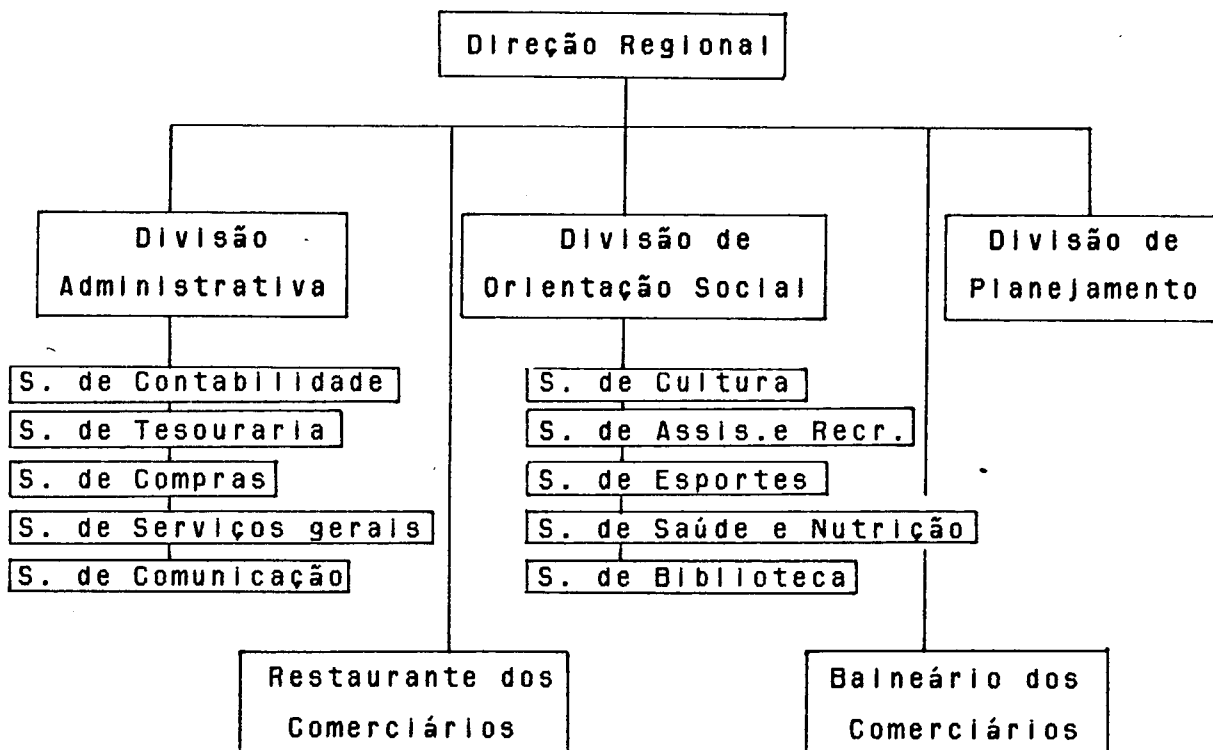 Direção Regional
Divisão
Administrativa
Divisão de
Orientação Social
Divisão de
Planejamento
S. de Contabilidade
S. de Tesouraria
S. de Compras
S. de Serviços gerais
S. de Comunicação
S. de Cultura
S. de Assis.e Recr.
S. de Esportes
S. de Saúde e Nutrição
S. de Biblioteca
Restaurante dos
Comerciários
Balneário dos
Comerciários